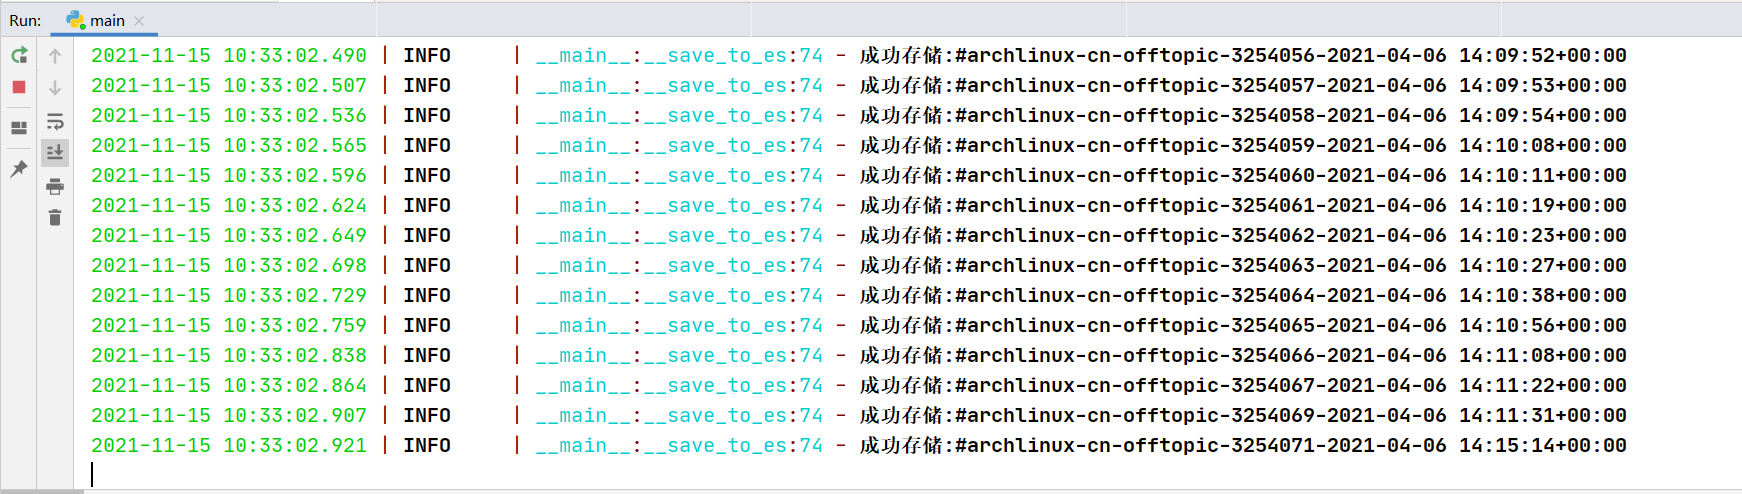 Run: main
2021-11-15 10:33:02.490 | INFO | __main__:__save_to_es:74 - 成功存储:#archlinux-cn-offtopic-3254056-2021-04-06 14:09:52+00:00
2021-11-15 10:33:02.507 | INFO | __main__:__save_to_es:74 - 成功存储:#archlinux-cn-offtopic-3254057-2021-04-06 14:09:53+00:00
2021-11-15 10:33:02.536 | INFO | __main__:__save_to_es:74 - 成功存储:#archlinux-cn-offtopic-3254058-2021-04-06 14:09:54+00:00
2021-11-15 10:33:02.565 | INFO | __main__:__save_to_es:74 - 成功存储:#archlinux-cn-offtopic-3254059-2021-04-06 14:10:08+00:00
2021-11-15 10:33:02.596 | INFO | __main__:__save_to_es:74 - 成功存储:#archlinux-cn-offtopic-3254060-2021-04-06 14:10:11+00:00
2021-11-15 10:33:02.624 | INFO | __main__:__save_to_es:74 - 成功存储:#archlinux-cn-offtopic-3254061-2021-04-06 14:10:19+00:00
2021-11-15 10:33:02.649 | INFO | __main__:__save_to_es:74 - 成功存储:#archlinux-cn-offtopic-3254062-2021-04-06 14:10:23+00:00
2021-11-15 10:33:02.698 | INFO | __main__:__save_to_es:74 - 成功存储:#archlinux-cn-offtopic-3254063-2021-04-06 14:10:27+00:00
2021-11-15 10:33:02.729 | INFO | __main__:__save_to_es:74 - 成功存储:#archlinux-cn-offtopic-3254064-2021-04-06 14:10:38+00:00
2021-11-15 10:33:02.759 | INFO | __main__:__save_to_es:74 - 成功存储:#archlinux-cn-offtopic-3254065-2021-04-06 14:10:56+00:00
2021-11-15 10:33:02.838 | INFO | __main__:__save_to_es:74 - 成功存储:#archlinux-cn-offtopic-3254066-2021-04-06 14:11:08+00:00
2021-11-15 10:33:02.864 | INFO | __main__:__save_to_es:74 - 成功存储:#archlinux-cn-offtopic-3254067-2021-04-06 14:11:22+00:00
2021-11-15 10:33:02.907 | INFO | __main__:__save_to_es:74 - 成功存储:#archlinux-cn-offtopic-3254069-2021-04-06 14:11:31+00:00
2021-11-15 10:33:02.921 | INFO | __main__:__save_to_es:74 - 成功存储:#archlinux-cn-offtopic-3254071-2021-04-06 14:15:14+00:00